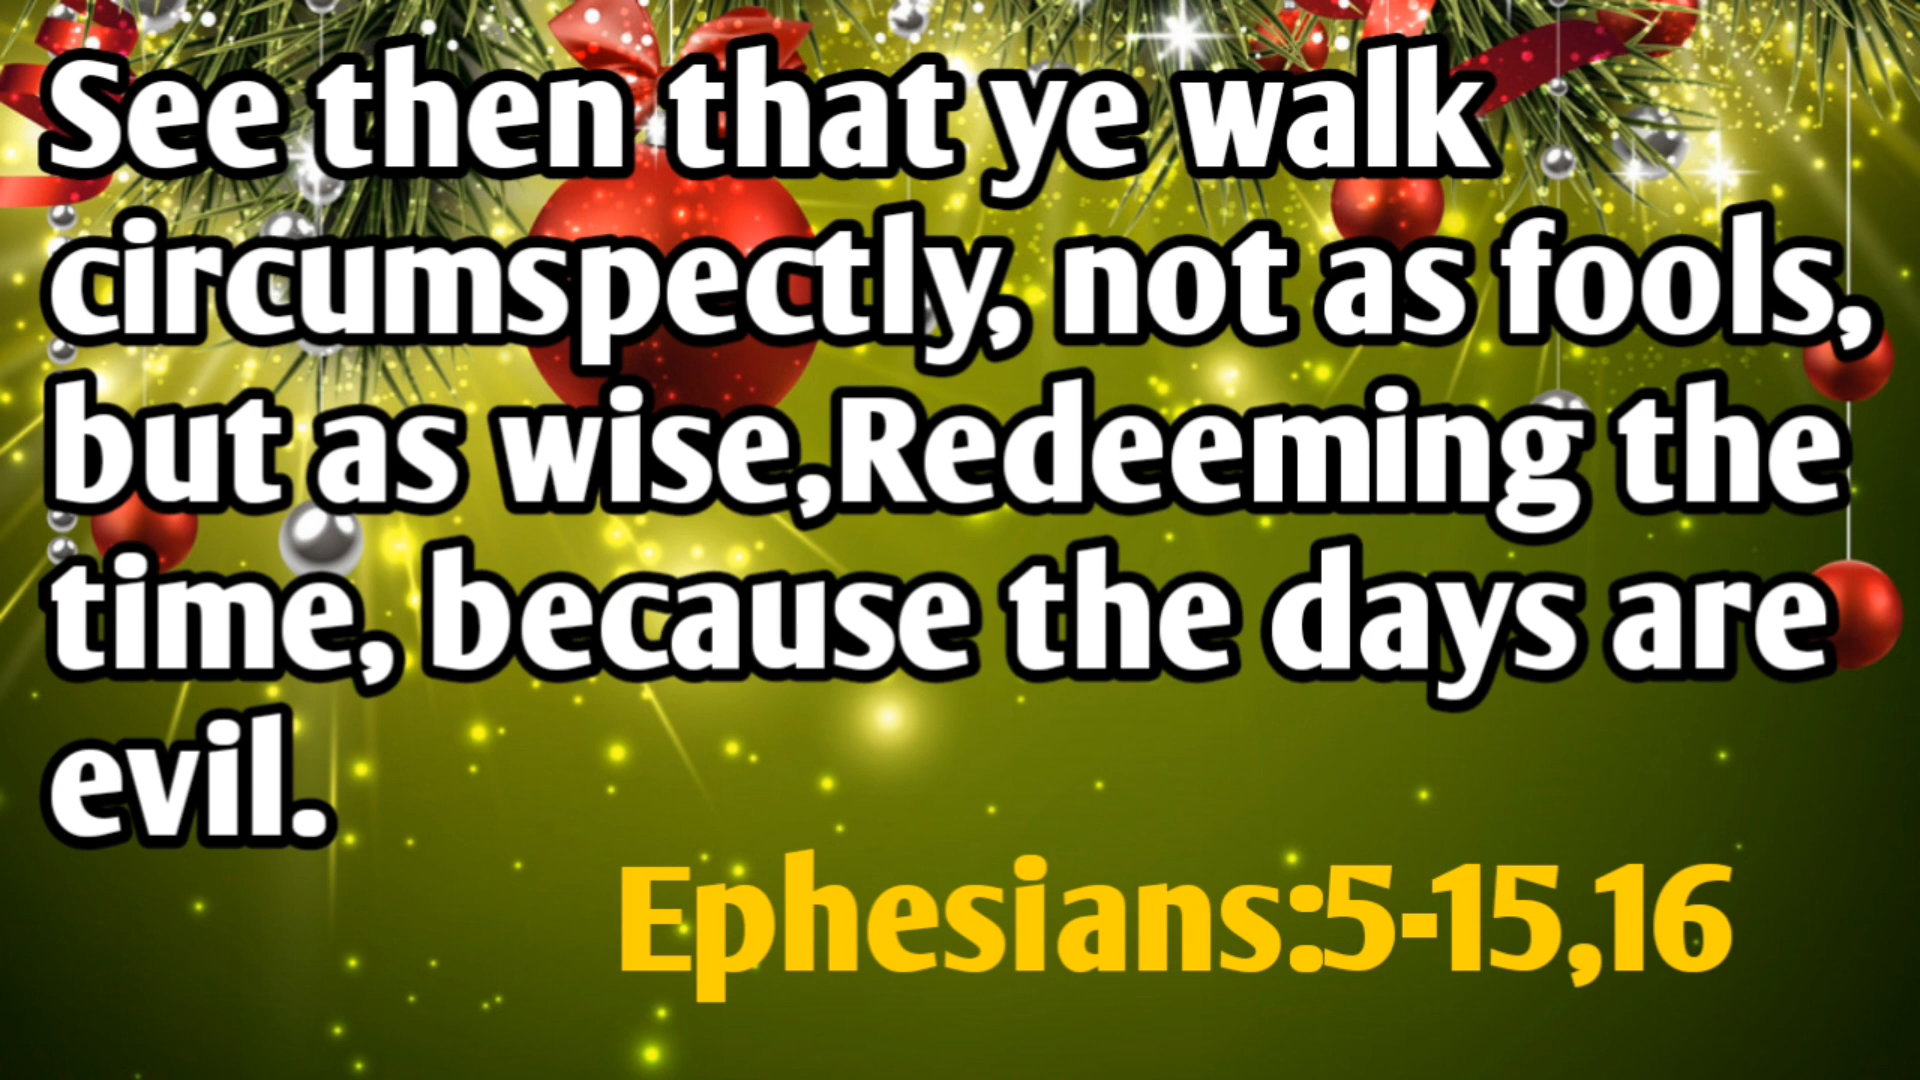 See then that ye walk
circumspectly, not as fools,
but as wise,Redeeming the
time, because the days are
evil.
Ephesians:5-15,16